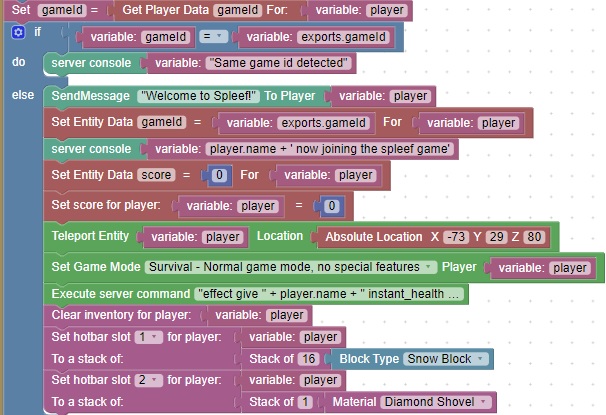 Set gameId = Get Player Data gameId For: variable: player
if variable: gameId = variable: exports.gameId
do server console variable: "Same game id detected"
else SendMessage "Welcome to Spleef!" To Player variable: player
Set Entity Data gameId = variable: exports.gameId For variable: player
server console variable: player.name + ' now joining the spleef game'
Set Entity Data score = 0 For variable: player
Set score for player: variable: player = 0
Teleport Entity variable: player Location Absolute Location X -73 Y 29 Z 80
Set Game Mode Survival - Normal game mode, no special features Player variable: player
Execute server command "effect give " + player.name + " instant_health ...
Clear inventory for player: variable: player
Set hotbar slot 1 for player: variable: player
To a stack of: Stack of 16 Block Type Snow Block
Set hotbar slot 2 for player: variable: player
To a stack of: Stack of 1 Material Diamond Shovel